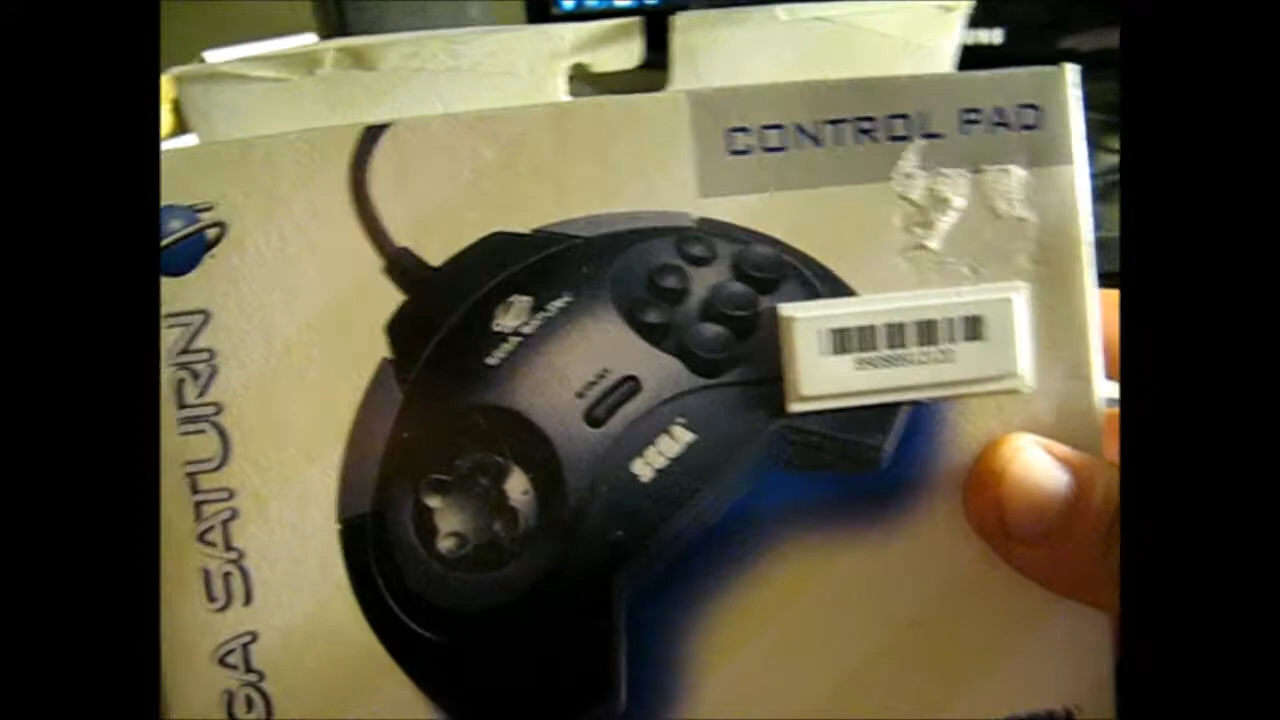 CONTROL PAD
GA SATURN
SEGA SATURN
START
SEGA